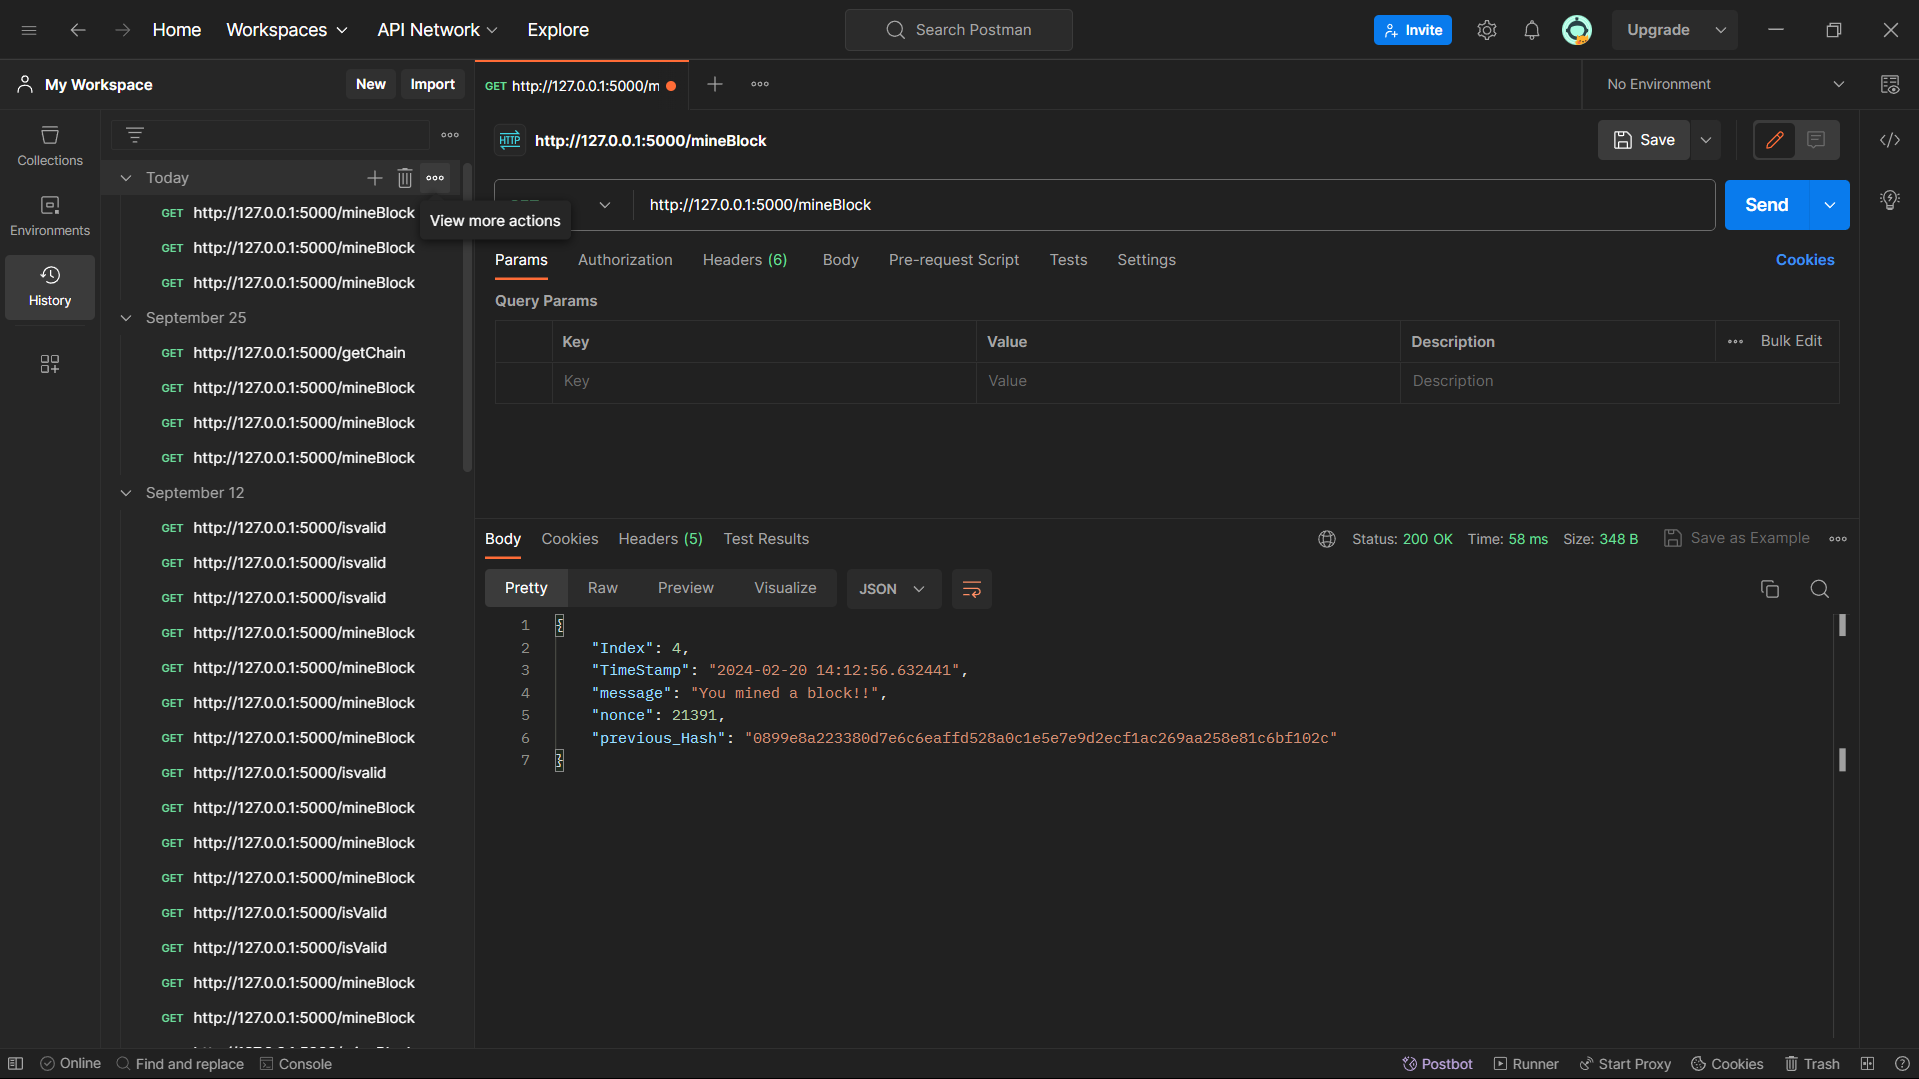 Home Workspaces API Network Explore Search Postman Invite Upgrade
My Workspace New Import GET http://127.0.0.1:5000/m No Environment
Collections
Environments
History
Today
GET http://127.0.0.1:5000/mineBlock
GET http://127.0.0.1:5000/mineBlock
GET http://127.0.0.1:5000/mineBlock
September 25
GET http://127.0.0.1:5000/getChain
GET http://127.0.0.1:5000/mineBlock
GET http://127.0.0.1:5000/mineBlock
GET http://127.0.0.1:5000/mineBlock
September 12
GET http://127.0.0.1:5000/isvalid
GET http://127.0.0.1:5000/isvalid
GET http://127.0.0.1:5000/isvalid
GET http://127.0.0.1:5000/mineBlock
GET http://127.0.0.1:5000/mineBlock
GET http://127.0.0.1:5000/mineBlock
GET http://127.0.0.1:5000/mineBlock
GET http://127.0.0.1:5000/isvalid
GET http://127.0.0.1:5000/mineBlock
GET http://127.0.0.1:5000/mineBlock
GET http://127.0.0.1:5000/mineBlock
GET http://127.0.0.1:5000/isValid
GET http://127.0.0.1:5000/isValid
GET http://127.0.0.1:5000/mineBlock
GET http://127.0.0.1:5000/mineBlock
View more actions
HTTP http://127.0.0.1:5000/mineBlock Save
http://127.0.0.1:5000/mineBlock Send
Params Authorization Headers (6) Body Pre-request Script Tests Settings Cookies
Query Params
Key Value Description Bulk Edit
Key Value Description
Body Cookies Headers (5) Test Results Status: 200 OK Time: 58 ms Size: 348 B Save as Example
Pretty Raw Preview Visualize JSON
1 {
2 "Index": 4,
3 "TimeStamp": "2024-02-20 14:12:56.632441",
4 "message": "You mined a block!!",
5 "nonce": 21391,
6 "previous_Hash": "0899e8a223380d7e6c6eaffd528a0c1e5e7e9d2ecf1ac269aa258e81c6bf102c"
7 }
Online Find and replace Console Postbot Runner Start Proxy Cookies Trash